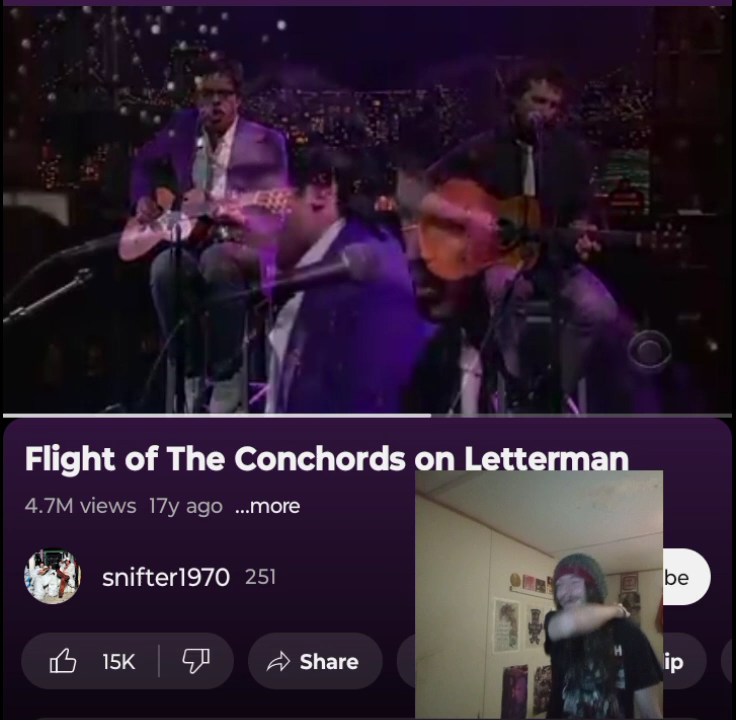 Flight of The Conchords on Letterman
4.7M views 17y ago ...more
snifter1970 251
be
15K Share ip
H